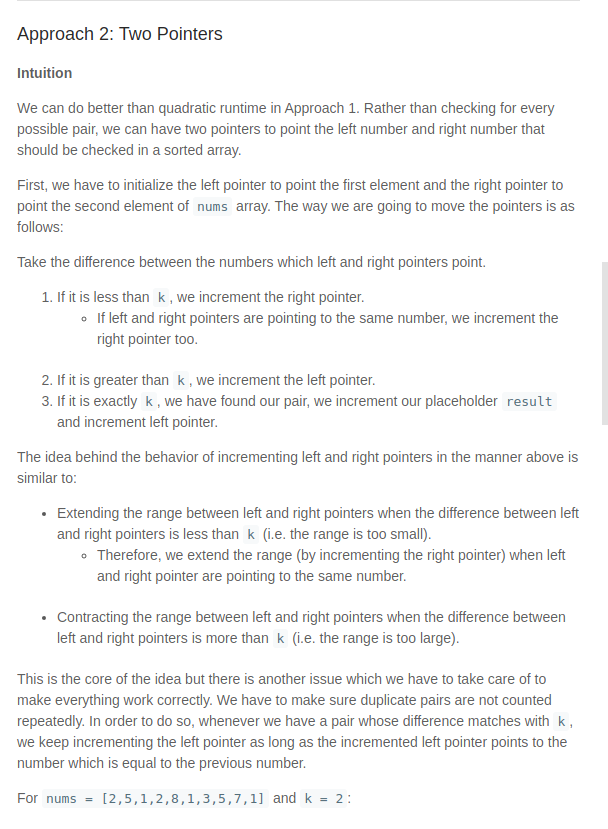 Approach 2: Two Pointers
Intuition
We can do better than quadratic runtime in Approach 1. Rather than checking for every
possible pair, we can have two pointers to point the left number and right number that
should be checked in a sorted array.
First, we have to initialize the left pointer to point the first element and the right pointer to
point the second element of nums array. The way we are going to move the pointers is as
follows:
Take the difference between the numbers which left and right pointers point.
1. If it is less than k , we increment the right pointer.
◦ If left and right pointers are pointing to the same number, we increment the
right pointer too.
2. If it is greater than k , we increment the left pointer.
3. If it is exactly k , we have found our pair, we increment our placeholder result
and increment left pointer.
The idea behind the behavior of incrementing left and right pointers in the manner above is
similar to:
• Extending the range between left and right pointers when the difference between left
and right pointers is less than k (i.e. the range is too small).
◦ Therefore, we extend the range (by incrementing the right pointer) when left
and right pointer are pointing to the same number.
• Contracting the range between left and right pointers when the difference between
left and right pointers is more than k (i.e. the range is too large).
This is the core of the idea but there is another issue which we have to take care of to
make everything work correctly. We have to make sure duplicate pairs are not counted
repeatedly. In order to do so, whenever we have a pair whose difference matches with k ,
we keep incrementing the left pointer as long as the incremented left pointer points to the
number which is equal to the previous number.
For nums = [2,5,1,2,8,1,3,5,7,1] and k = 2 :